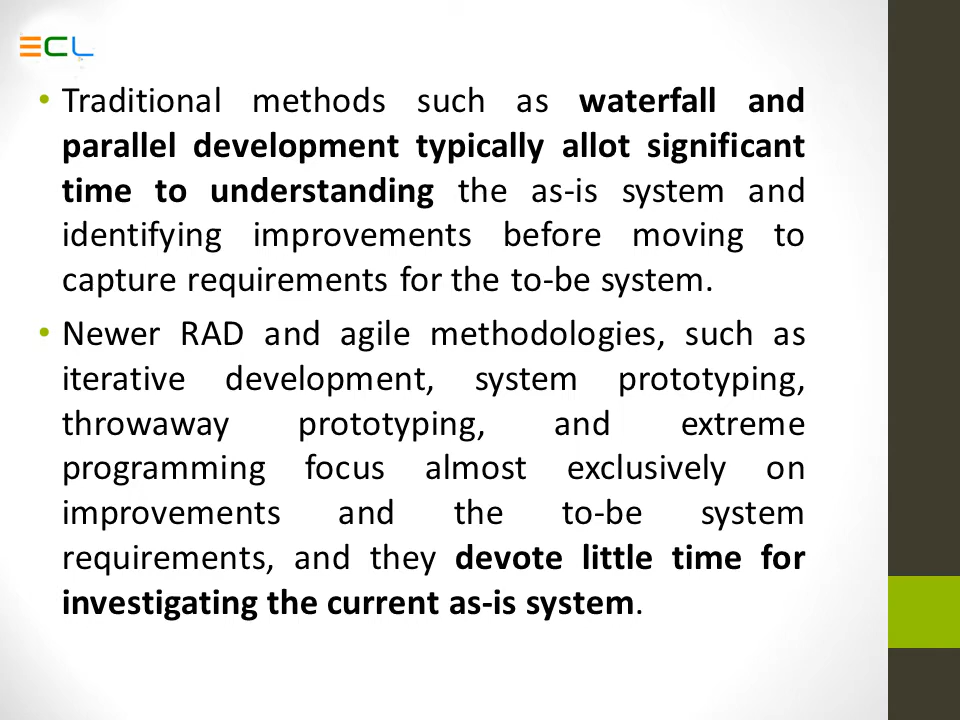 ECL
• Traditional methods such as waterfall and
parallel development typically allot significant
time to understanding the as-is system and
identifying improvements before moving to
capture requirements for the to-be system.
• Newer RAD and agile methodologies, such as
iterative development, system prototyping,
throwaway prototyping, and extreme
programming focus almost exclusively on
improvements and the to-be system
requirements, and they devote little time for
investigating the current as-is system.